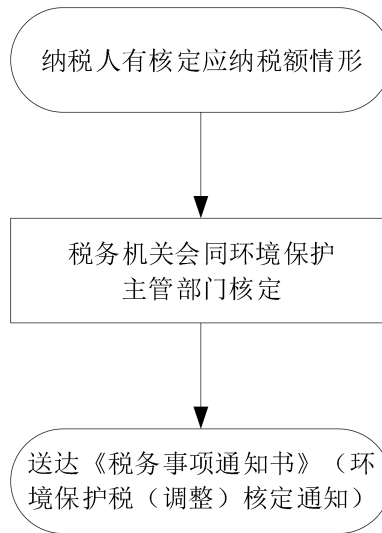 纳税人有核定应纳税额情形
税务机关会同环境保护
主管部门核定
送达《税务事项通知书》（环
境保护税（调整）核定通知）